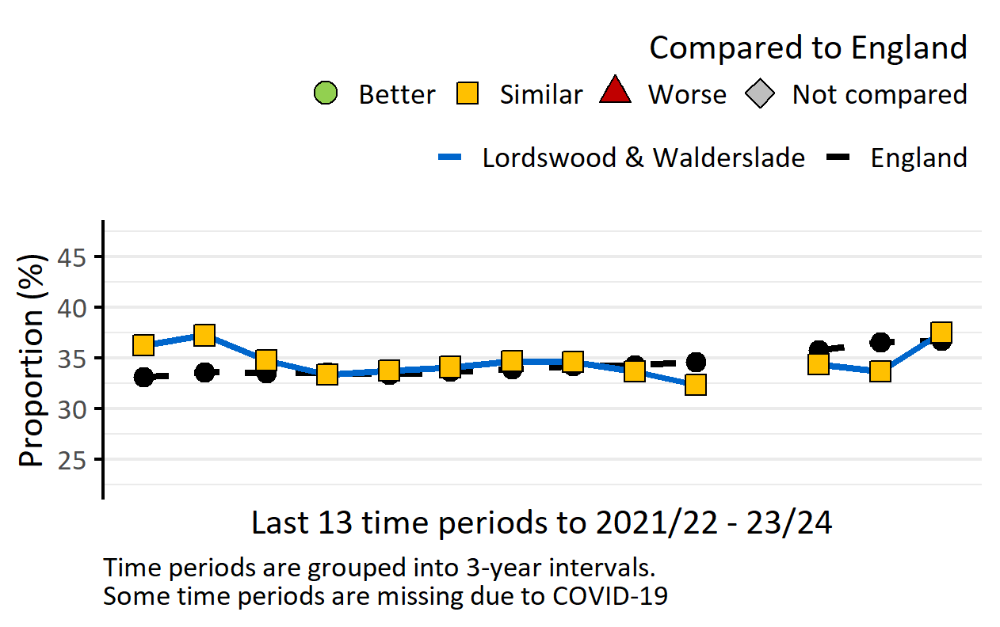 Compared to England
Better Similar Worse Not compared
Lordswood & Walderslade England
Proportion (%)
45
40
35
30
25
Last 13 time periods to 2021/22 - 23/24
Time periods are grouped into 3-year intervals.
Some time periods are missing due to COVID-19